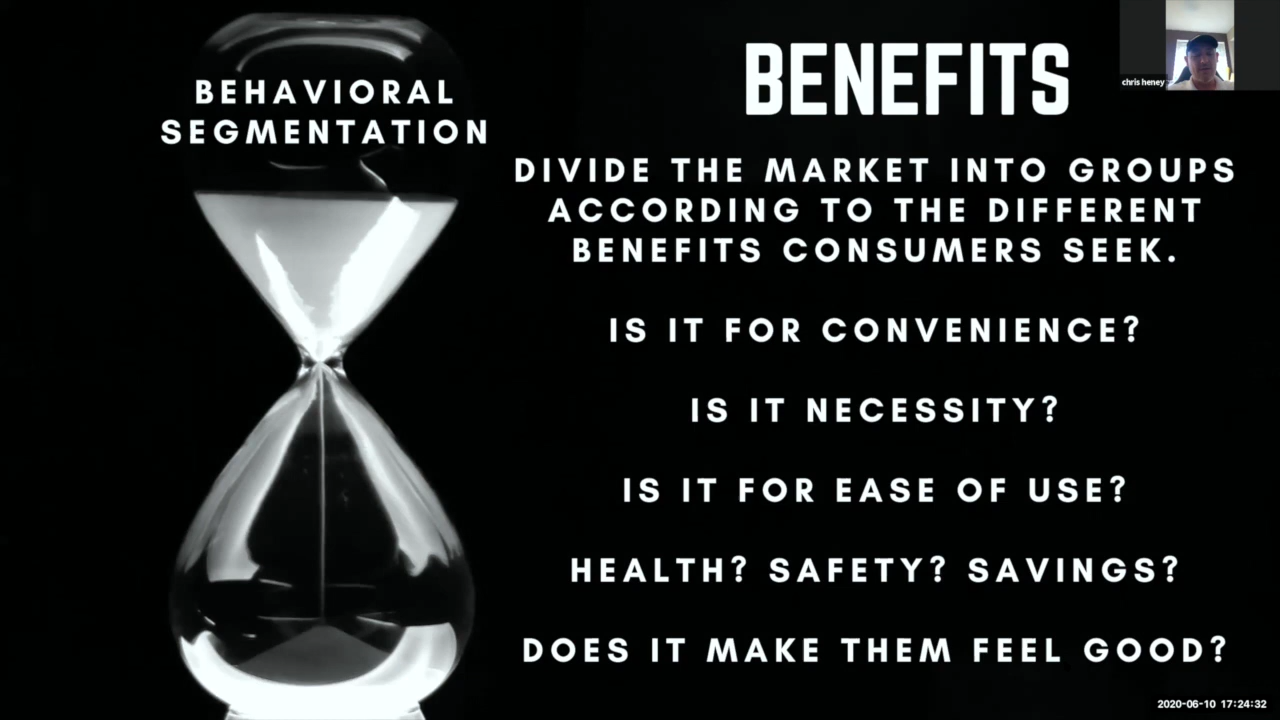 BEHAVIORAL
SEGMENTATION
BENEFITS
DIVIDE THE MARKET INTO GROUPS
ACCORDING TO THE DIFFERENT
BENEFITS CONSUMERS SEEK.
IS IT FOR CONVENIENCE?
IS IT NECESSITY?
IS IT FOR EASE OF USE?
HEALTH? SAFETY? SAVINGS?
DOES IT MAKE THEM FEEL GOOD?
chris heney
2020-06-10 17:24:32